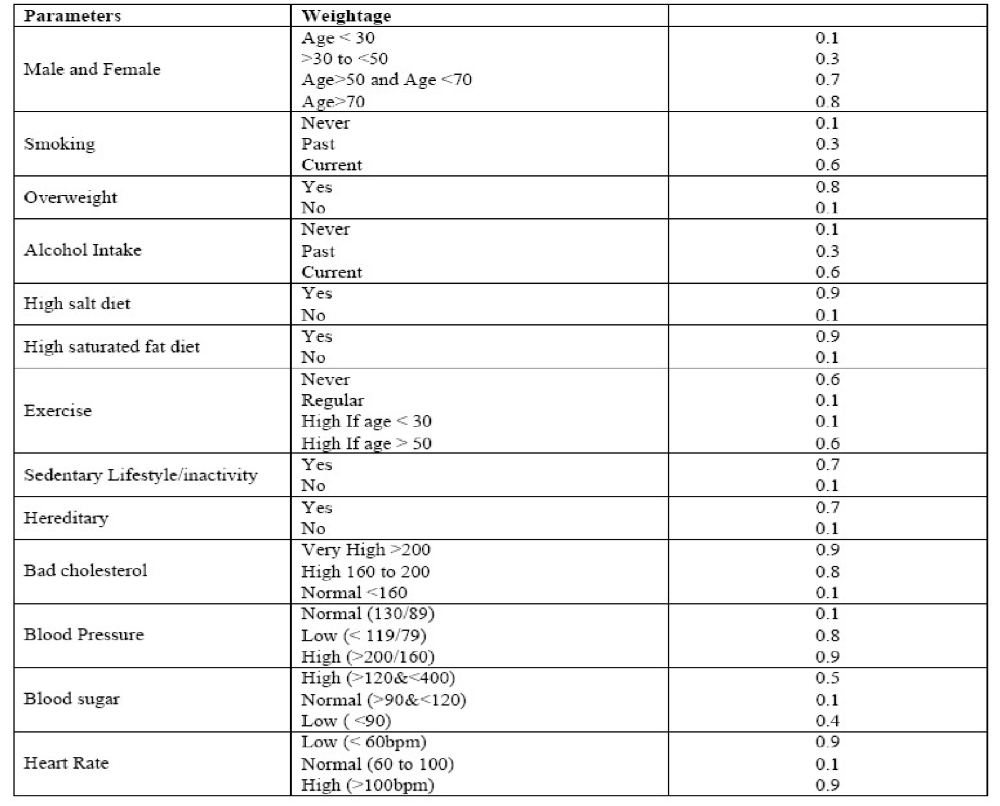 Parameters Weightage
Male and Female
Age < 30 0.1
>30 to <50 0.3
Age>50 and Age <70 0.7
Age>70 0.8
Smoking
Never 0.1
Past 0.3
Current 0.6
Overweight
Yes 0.8
No 0.1
Alcohol Intake
Never 0.1
Past 0.3
Current 0.6
High salt diet
Yes 0.9
No 0.1
High saturated fat diet
Yes 0.9
No 0.1
Exercise
Never 0.6
Regular 0.1
High If age < 30 0.1
High If age > 50 0.6
Sedentary Lifestyle/inactivity
Yes 0.7
No 0.1
Hereditary
Yes 0.7
No 0.1
Bad cholesterol
Very High >200 0.9
High 160 to 200 0.8
Normal <160 0.1
Blood Pressure
Normal (130/89) 0.1
Low (< 119/79) 0.8
High (>200/160) 0.9
Blood sugar
High (>120&<400) 0.5
Normal (>90&<120) 0.1
Low ( <90) 0.4
Heart Rate
Low (< 60bpm) 0.9
Normal (60 to 100) 0.1
High (>100bpm) 0.9